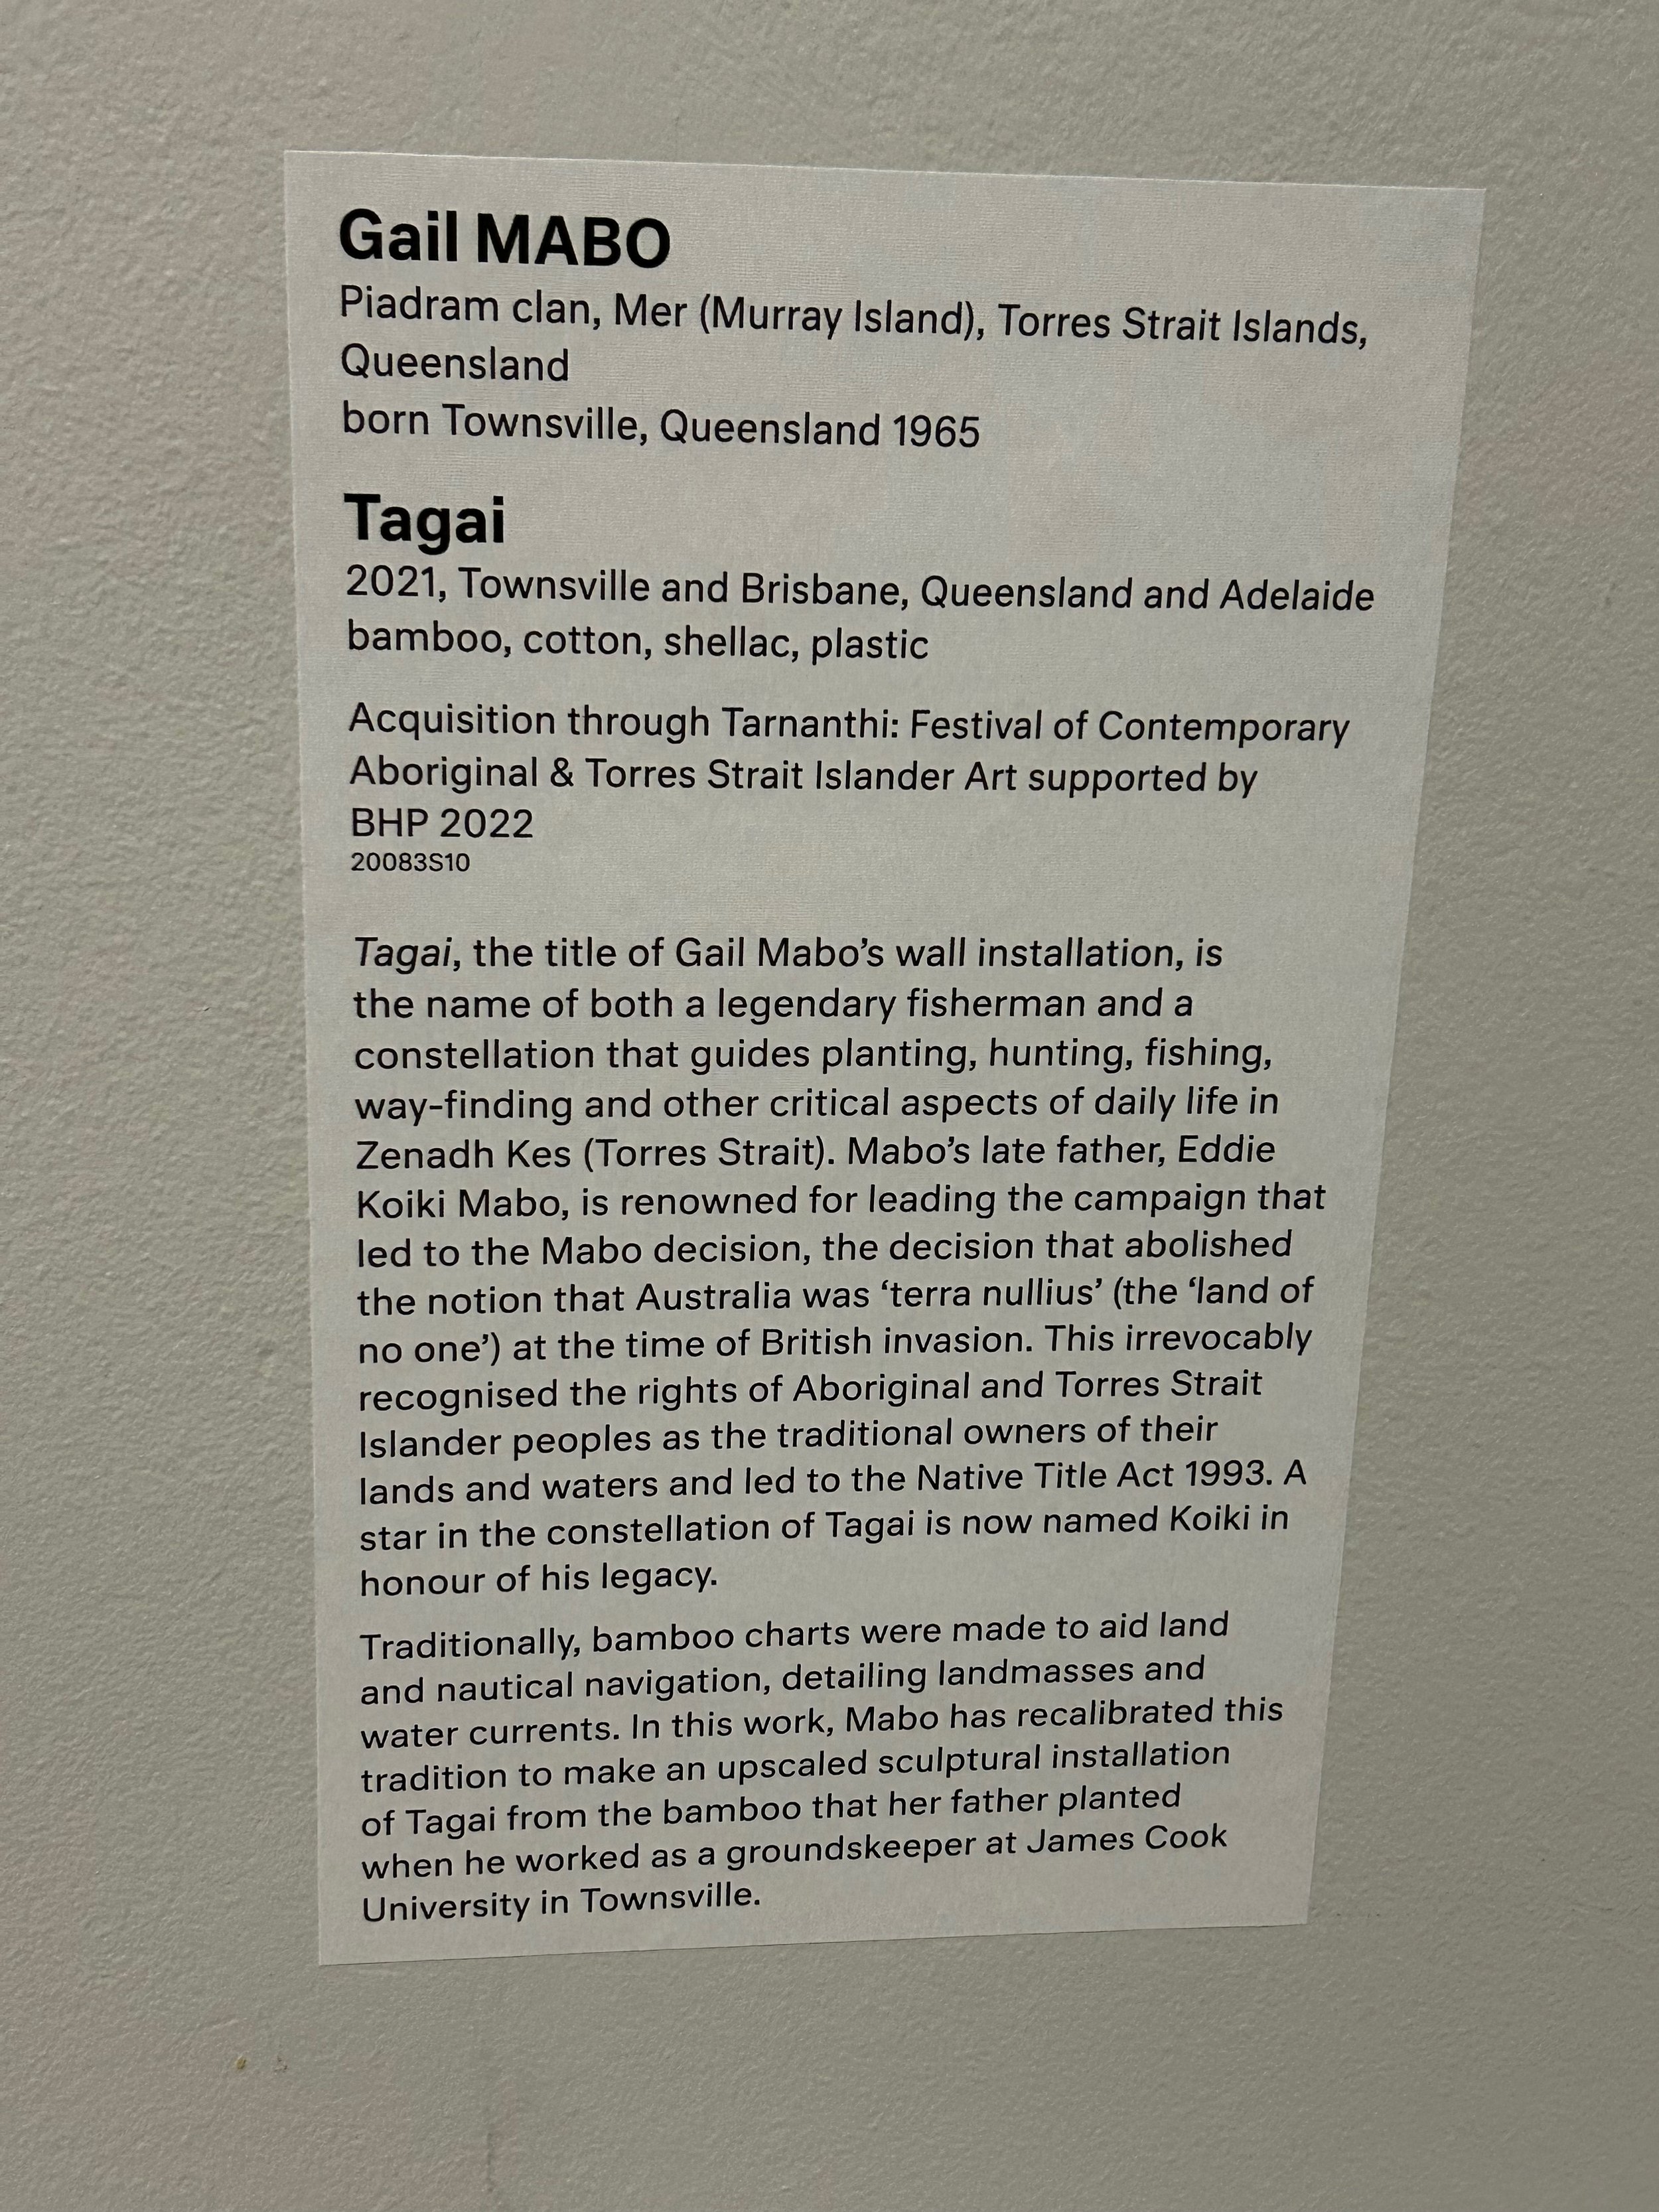 Gail MABO
Piadram clan, Mer (Murray Island), Torres Strait Islands,
Queensland
born Townsville, Queensland 1965
Tagai
2021, Townsville and Brisbane, Queensland and Adelaide
bamboo, cotton, shellac, plastic
Acquisition through Tarnanthi: Festival of Contemporary
Aboriginal & Torres Strait Islander Art supported by
BHP 2022
20083S10
Tagai, the title of Gail Mabo’s wall installation, is
the name of both a legendary fisherman and a
constellation that guides planting, hunting, fishing,
way-finding and other critical aspects of daily life in
Zenadh Kes (Torres Strait). Mabo’s late father, Eddie
Koiki Mabo, is renowned for leading the campaign that
led to the Mabo decision, the decision that abolished
the notion that Australia was ‘terra nullius’ (the ‘land of
no one’) at the time of British invasion. This irrevocably
recognised the rights of Aboriginal and Torres Strait
Islander peoples as the traditional owners of their
lands and waters and led to the Native Title Act 1993. A
star in the constellation of Tagai is now named Koiki in
honour of his legacy.
Traditionally, bamboo charts were made to aid land
and nautical navigation, detailing landmasses and
water currents. In this work, Mabo has recalibrated this
tradition to make an upscaled sculptural installation
of Tagai from the bamboo that her father planted
when he worked as a groundskeeper at James Cook
University in Townsville.